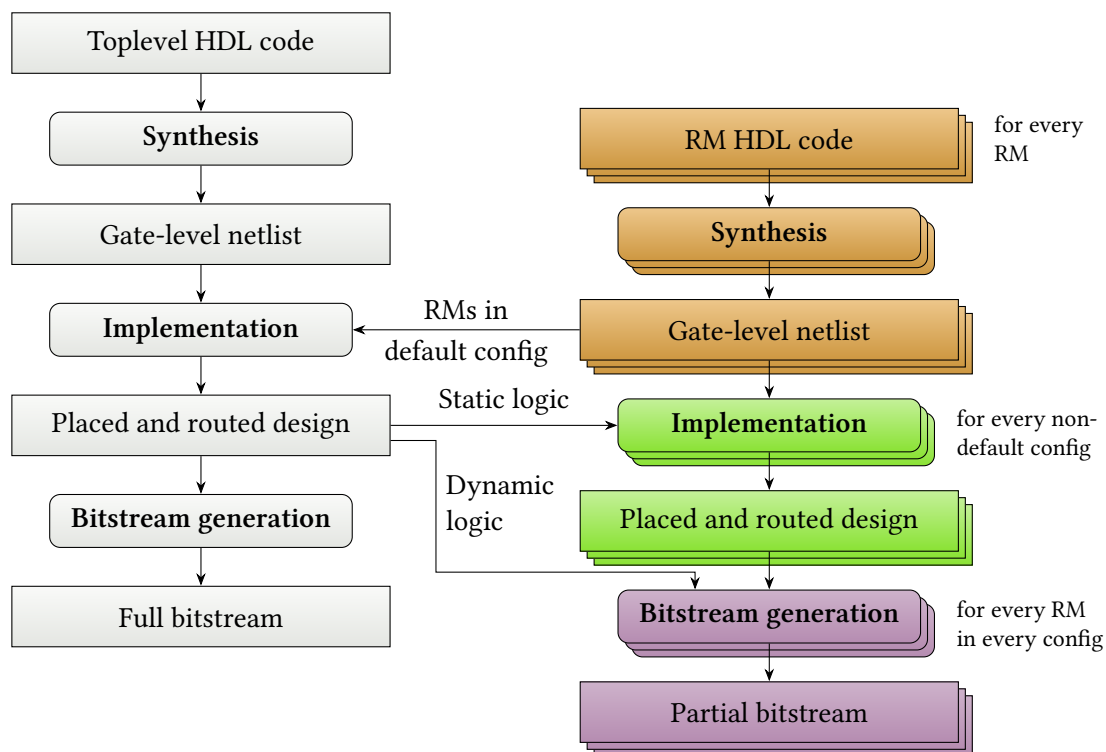 Toplevel HDL code
Synthesis
Gate-level netlist
Implementation
Placed and routed design
Bitstream generation
Full bitstream
RMs in
default config
Static logic
Dynamic
logic
RM HDL code
for every
RM
Synthesis
Gate-level netlist
Implementation
for every non-
default config
Placed and routed design
Bitstream generation
for every RM
in every config
Partial bitstream